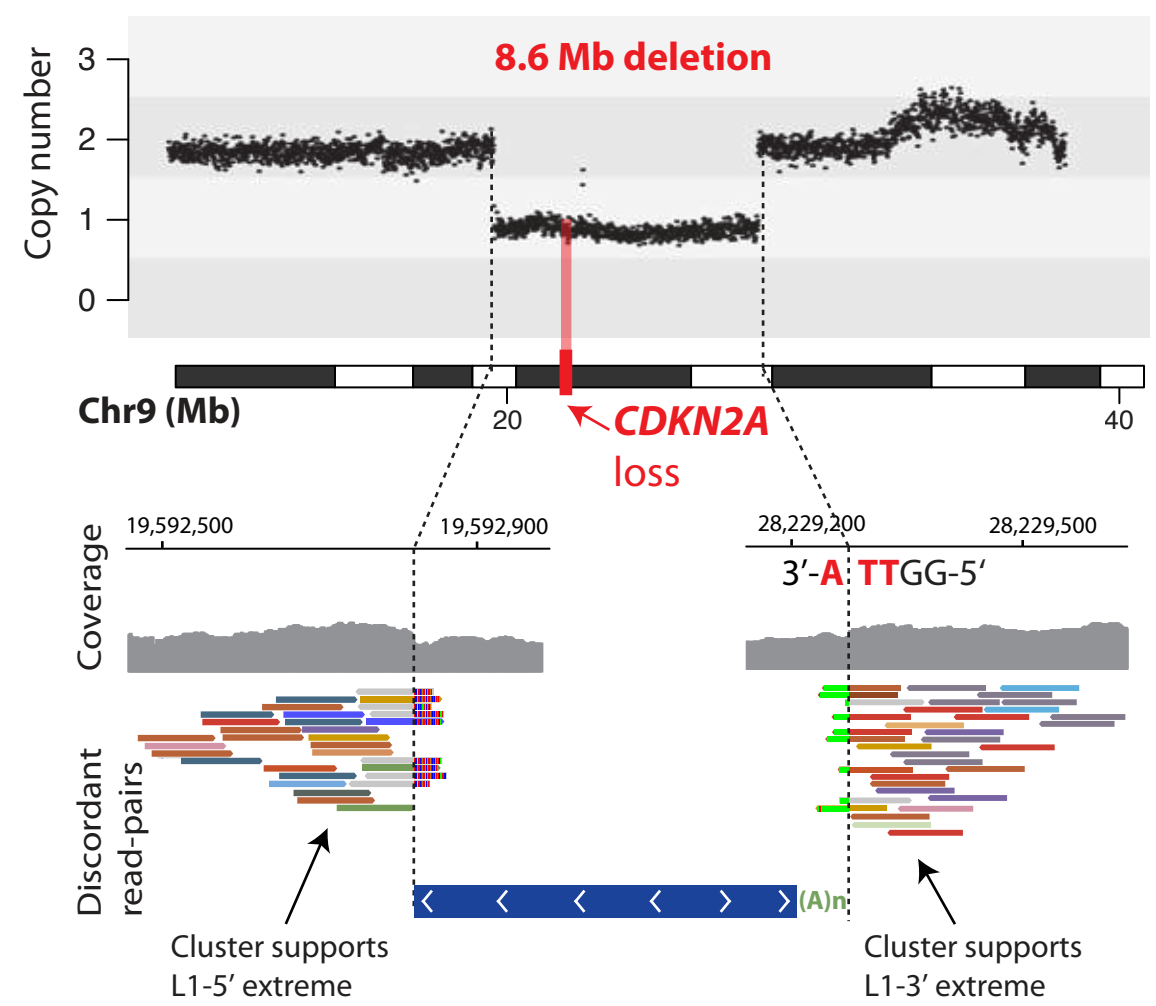 8.6 Mb deletion
Copy number
3
2
1
0
Chr9 (Mb)
20
40
CDKN2A
loss
19,592,500
19,592,900
28,229,200
28,229,500
3’-A TTGG-5‘
Coverage
Discordant
read-pairs
(A)n
Cluster supports
L1-5’ extreme
Cluster supports
L1-3’ extreme